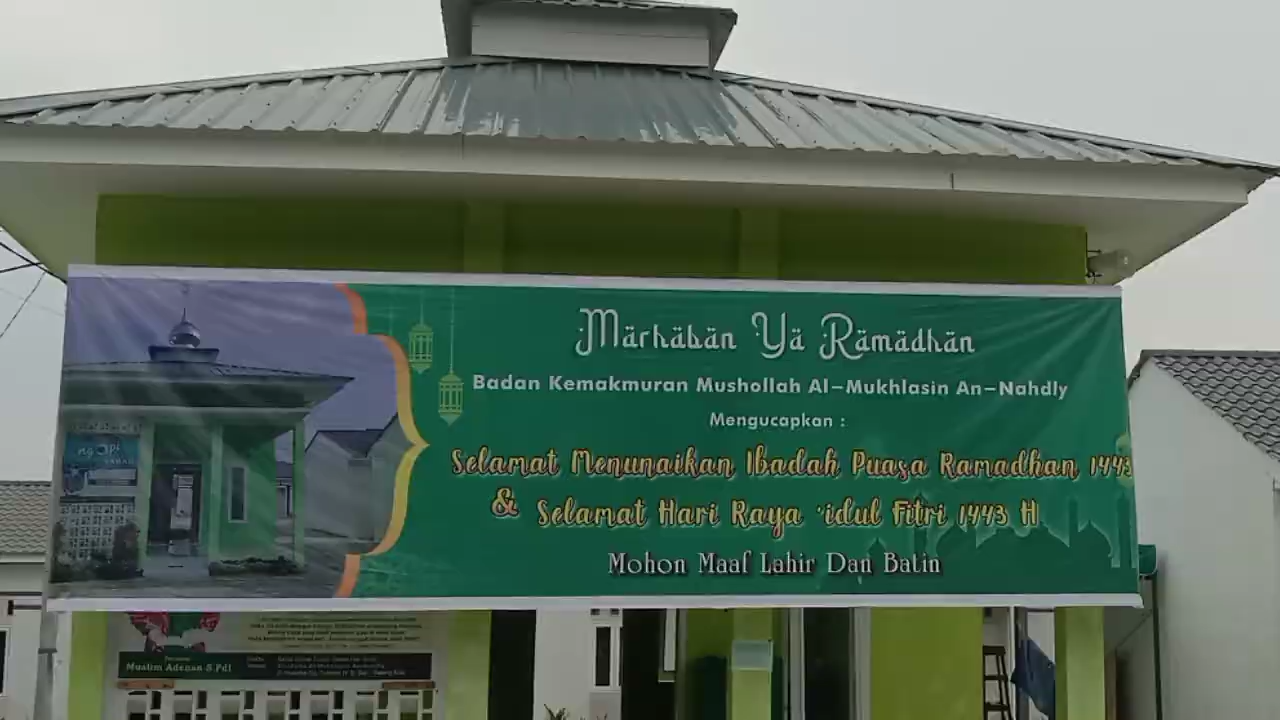 Marhaban Ya Ramadhan
Badan Kemakmuran Mushollah Al-Mukhlasin An-Nahdly
Mengucapkan :
Selamat Menunaikan Ibadah Puasa Ramadhan 1443
& Selamat Hari Raya 'idul Fitri 1443 H
Mohon Maaf Lahir Dan Batin
Muslim Adenan S.PdI